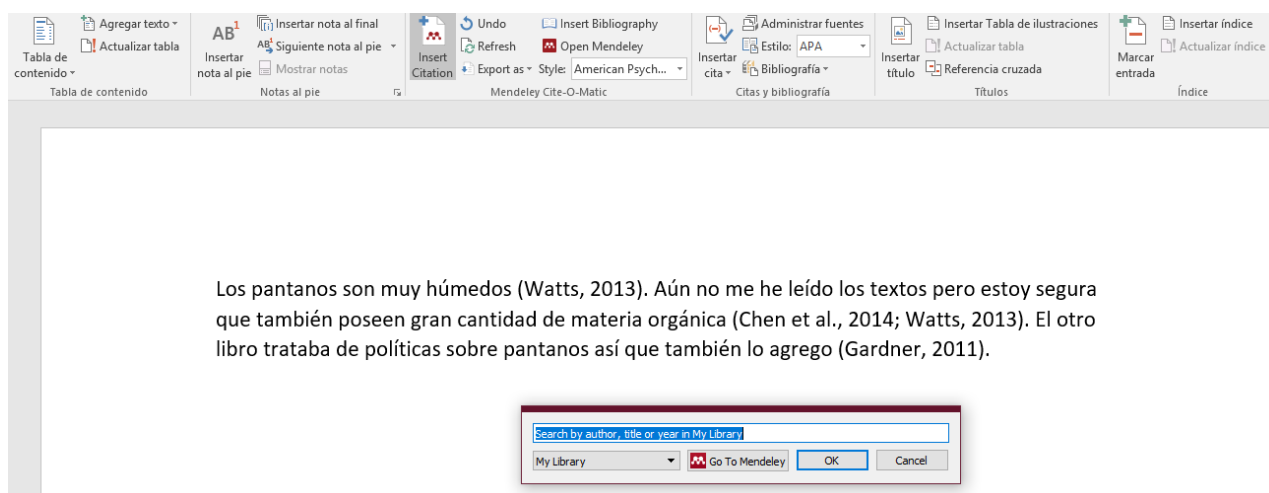 Agregar texto
Actualizar tabla
Tabla de
contenido
Tabla de contenido
AB1
Insertar
nota al pie
Insertar nota al final
AB Siguiente nota al pie
Mostrar notas
Notas al pie
Insert
Citation
Undo
Refresh
Export as
Insert Bibliography
Open Mendeley
Style: American Psych...
Mendeley Cite-O-Matic
Insertar
cita
Administrar fuentes
Estilo: APA
Bibliografía
Citas y bibliografía
Insertar
título
Insertar Tabla de ilustraciones
Actualizar tabla
Referencia cruzada
Títulos
Marcar
entrada
Insertar índice
Actualizar índice
Índice
Los pantanos son muy húmedos (Watts, 2013). Aún no me he leído los textos pero estoy segura
que también poseen gran cantidad de materia orgánica (Chen et al., 2014; Watts, 2013). El otro
libro trataba de políticas sobre pantanos así que también lo agrego (Gardner, 2011).
Search by author, title or year in My Library
My Library
Go To Mendeley
OK
Cancel